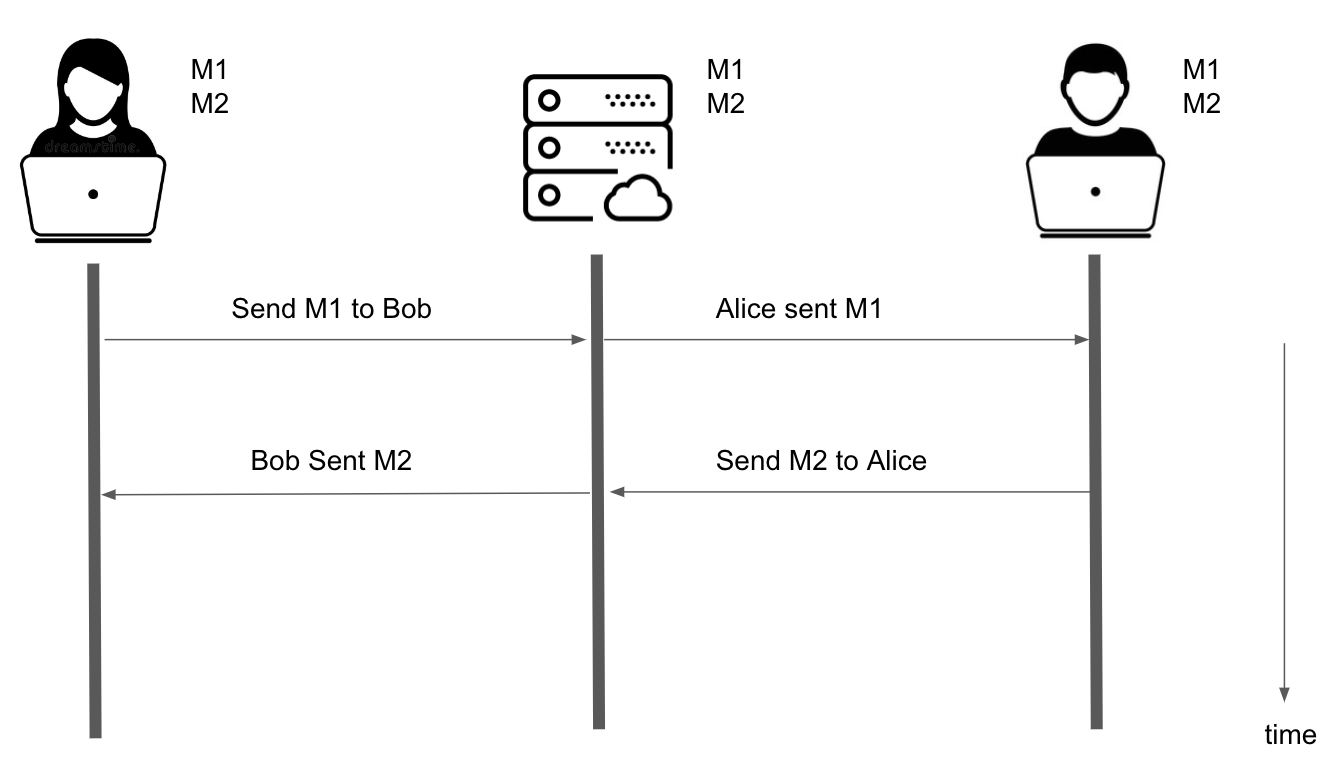 M1
M2
M1
M2
M1
M2
dreamstime.
Send M1 to Bob
Alice sent M1
Bob Sent M2
Send M2 to Alice
time